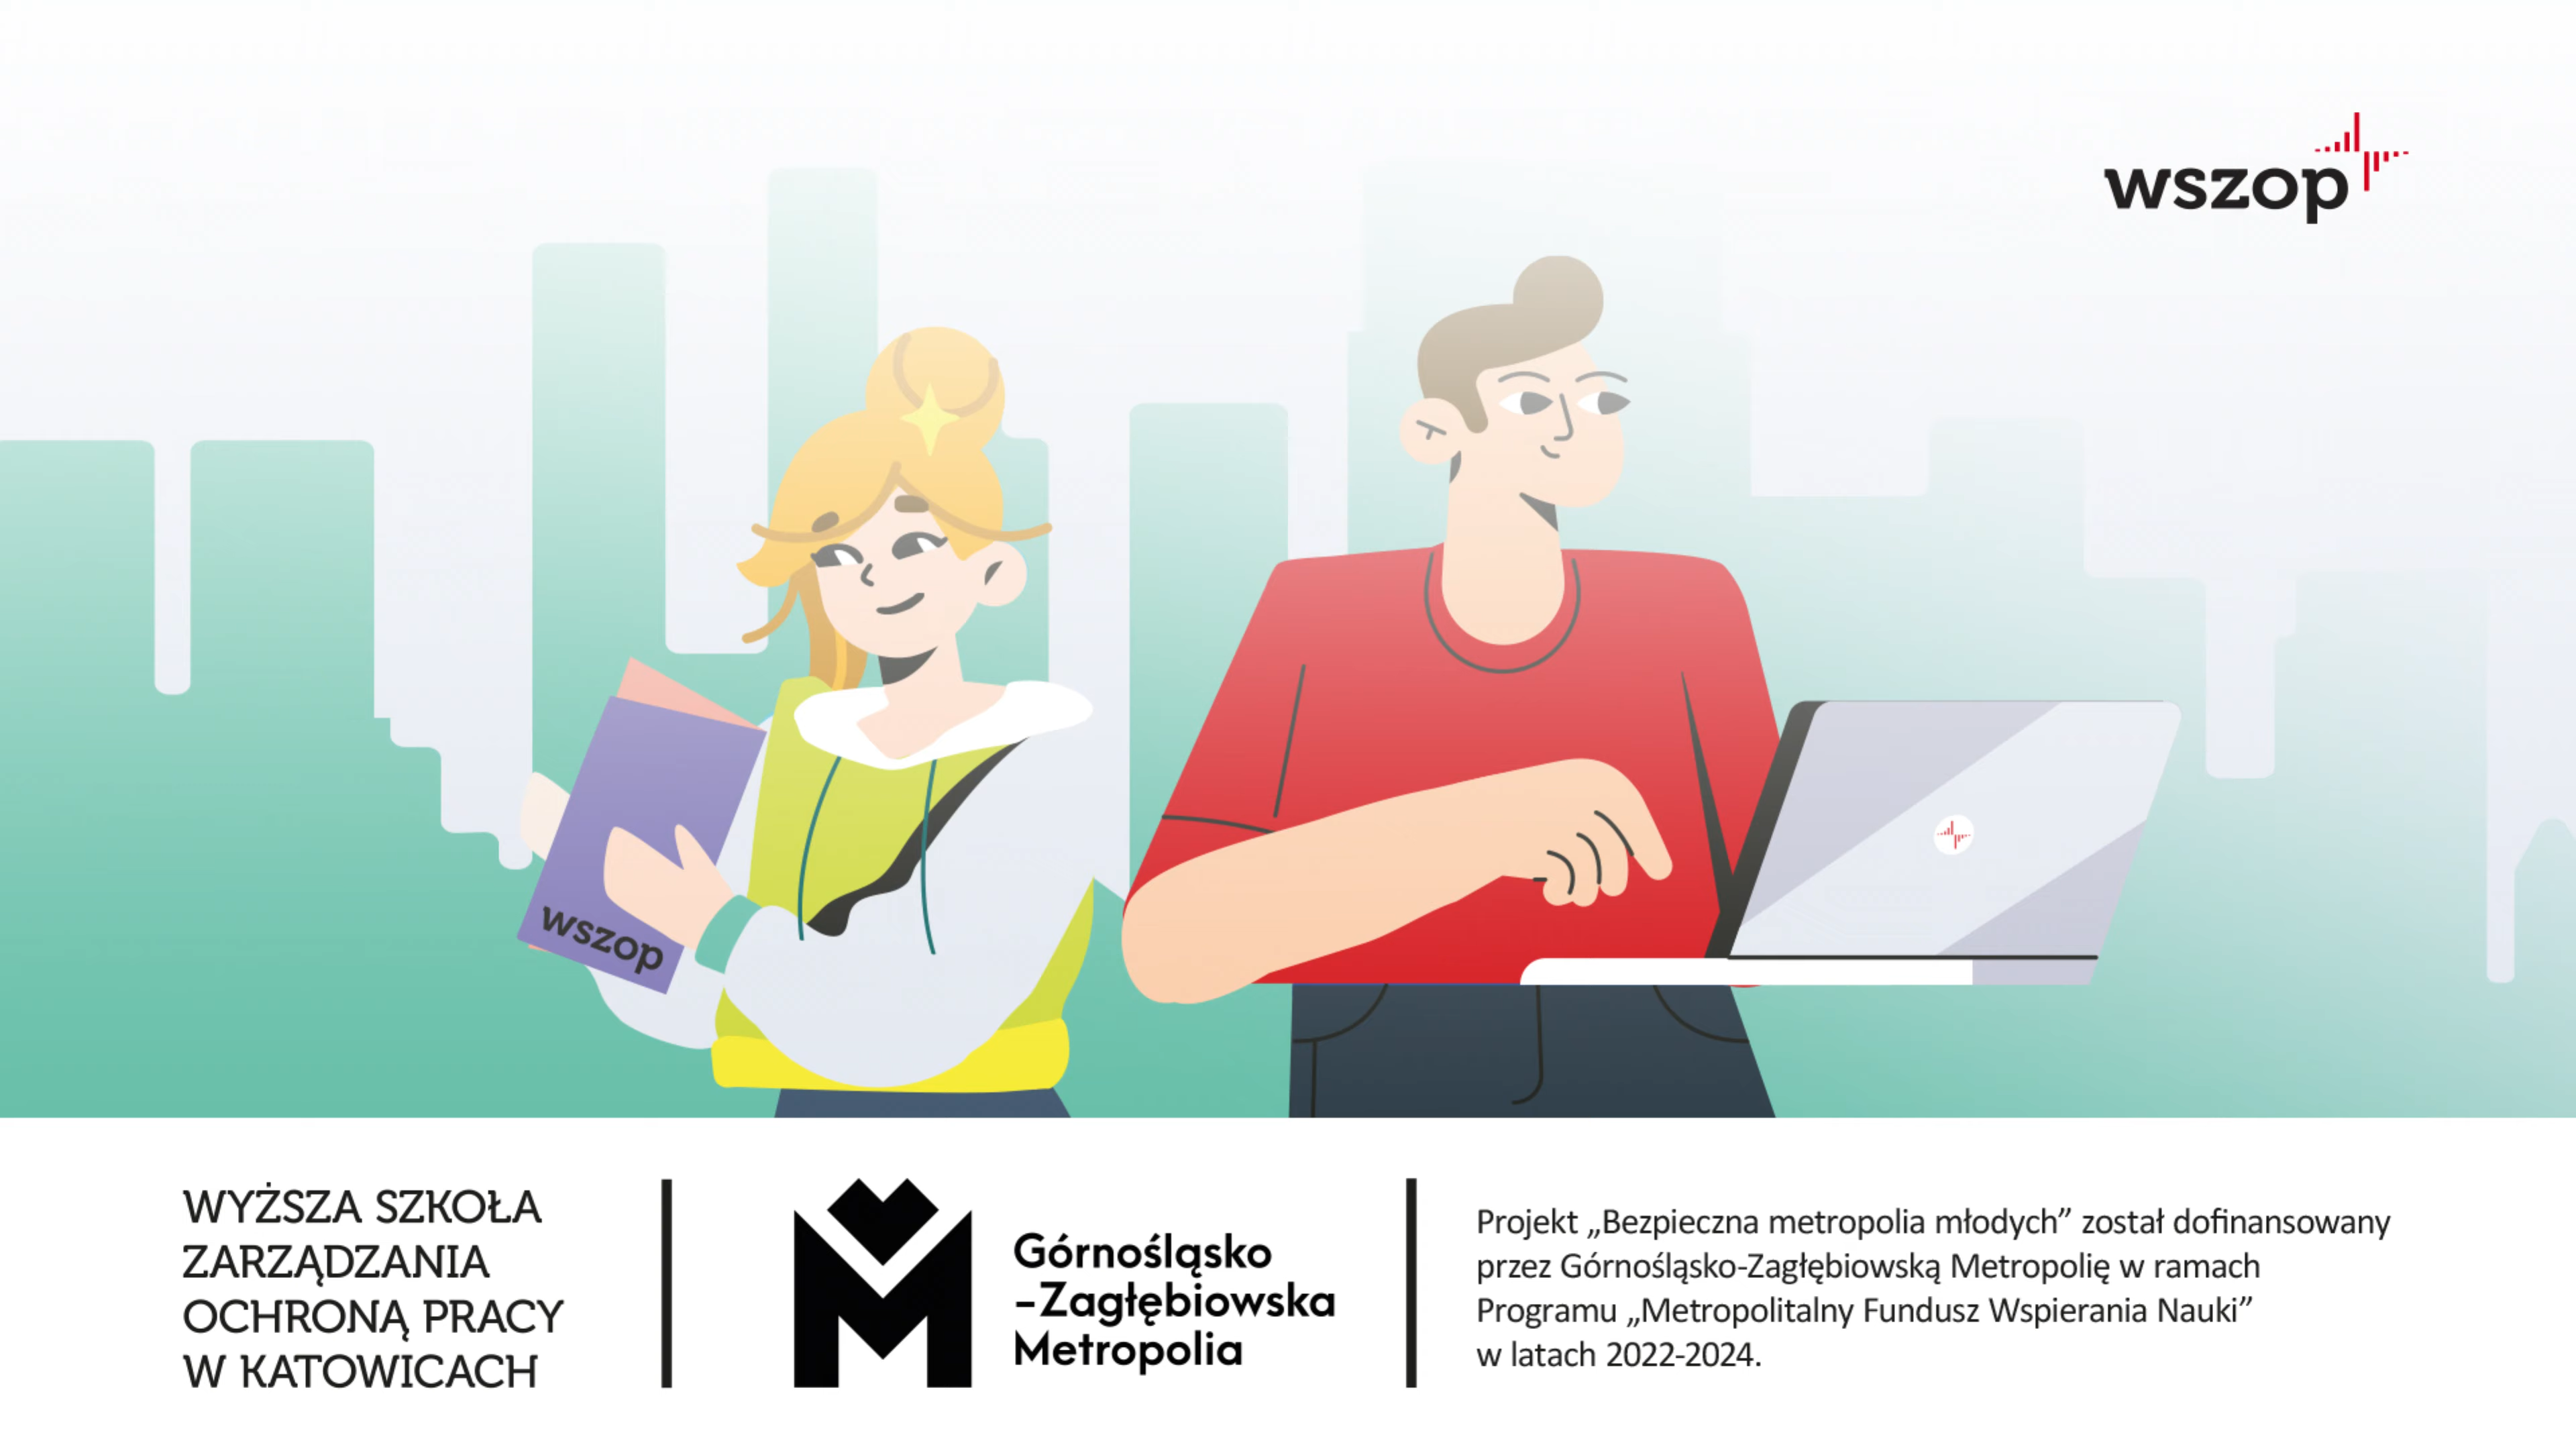 wszop
wszop
WYŻSZA SZKOŁA
ZARZĄDZANIA
OCHRONĄ PRACY
W KATOWICACH
Górnośląsko
-Zagłębiowska
Metropolia
Projekt „Bezpieczna metropolia młodych” został dofinansowany
przez Górnośląsko-Zagłębiowską Metropolię w ramach
Programu „Metropolitalny Fundusz Wspierania Nauki”
w latach 2022-2024.